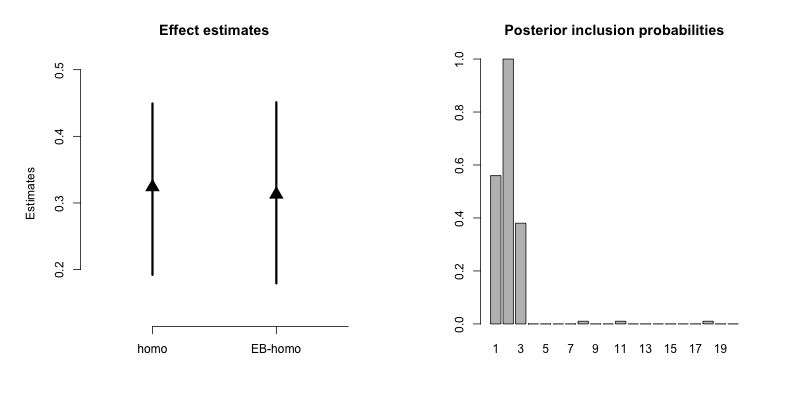 Effect estimates
Estimates
0.5
0.4
0.3
0.2
homo EB-homo
Posterior inclusion probabilities
1.0
0.8
0.6
0.4
0.2
0.0
1 3 5 7 9 11 13 15 17 19